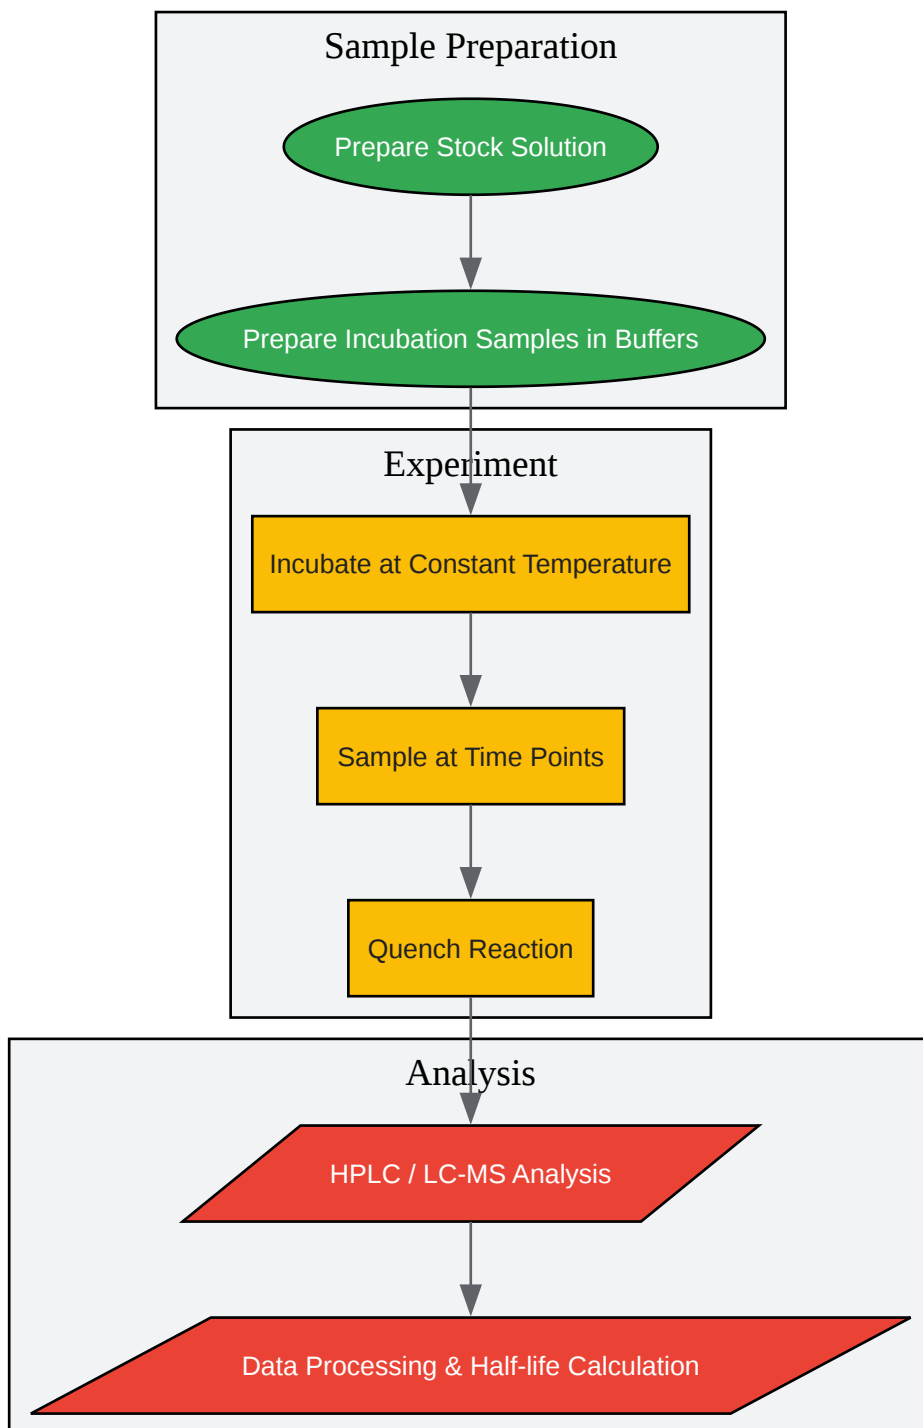 Sample Preparation
Prepare Stock Solution
Prepare Incubation Samples in Buffers
Experiment
Incubate at Constant Temperature
Sample at Time Points
Quench Reaction
Analysis
HPLC / LC-MS Analysis
Data Processing & Half-life Calculation